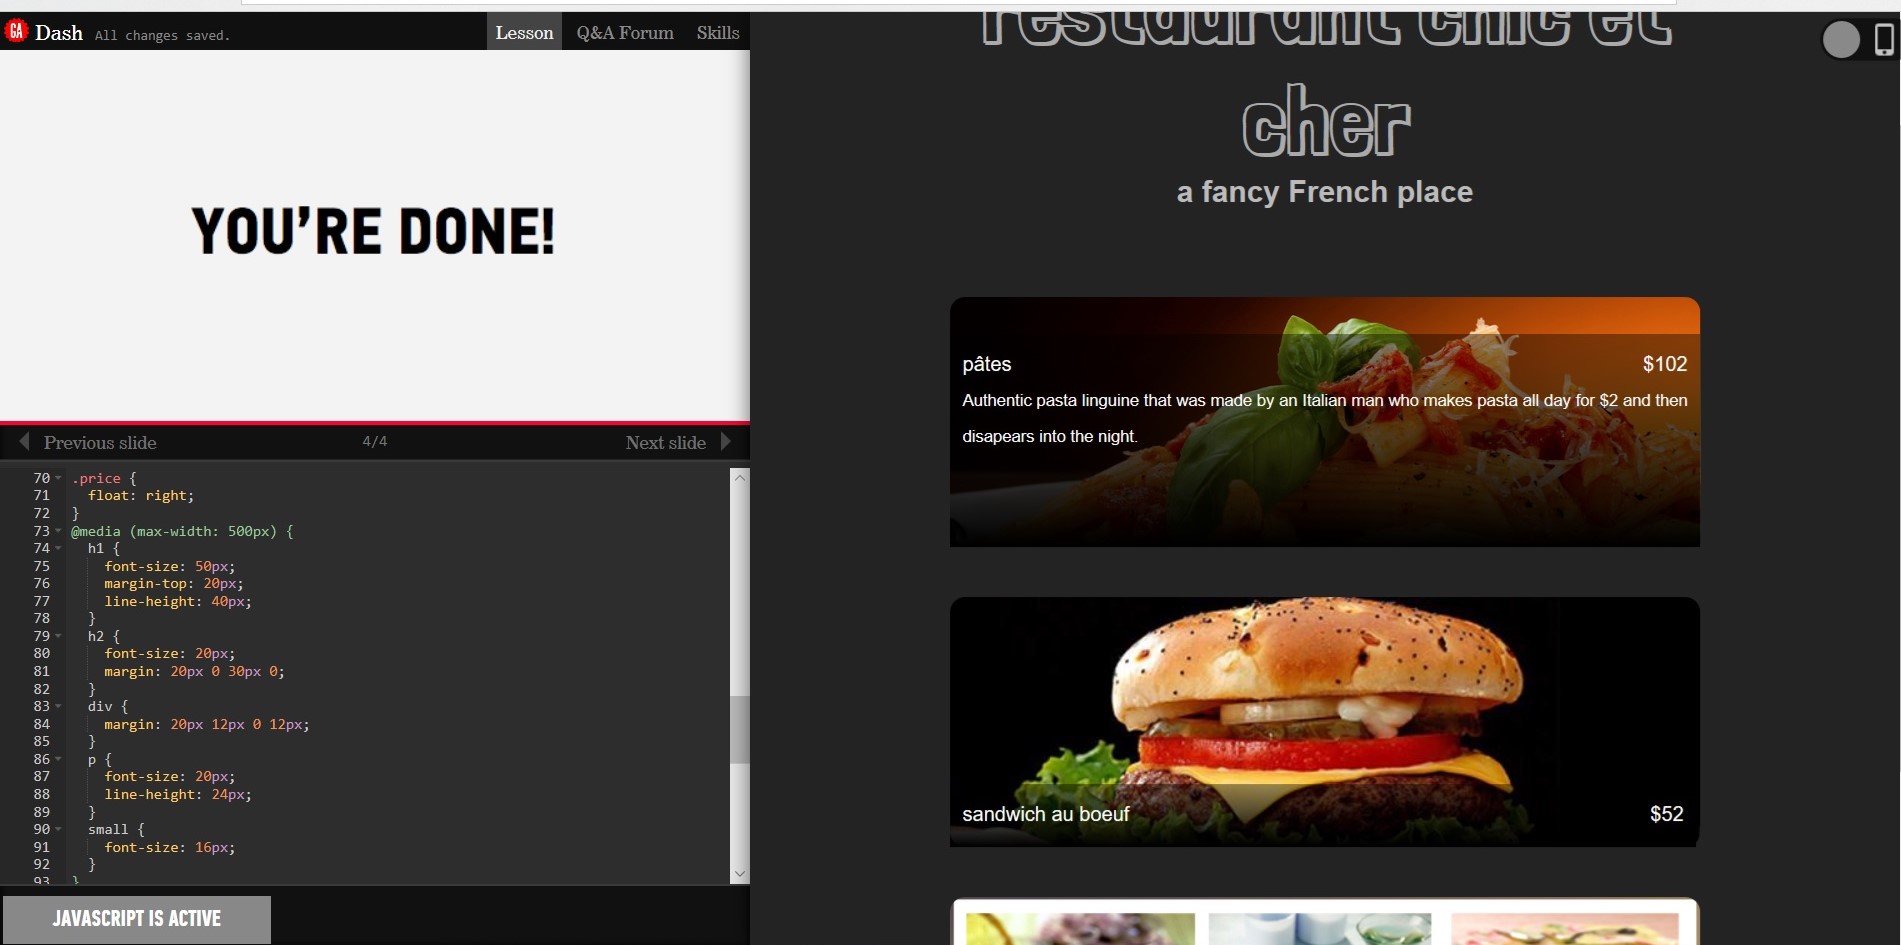 GA Dash All changes saved. Lesson Q&A Forum Skills
YOU'RE DONE!
Previous slide 4/4 Next slide
70 .price {
71 float: right;
72 }
73 @media (max-width: 500px) {
74 h1 {
75 font-size: 50px;
76 margin-top: 20px;
77 line-height: 40px;
78 }
79 h2 {
80 font-size: 20px;
81 margin: 20px 0 30px 0;
82 }
83 div {
84 margin: 20px 12px 0 12px;
85 }
86 p {
87 font-size: 20px;
88 line-height: 24px;
89 }
90 small {
91 font-size: 16px;
92 }
93 }
JAVASCRIPT IS ACTIVE
restaurant chic et
cher
a fancy French place
pâtes $102
Authentic pasta linguine that was made by an Italian man who makes pasta all day for $2 and then
disapears into the night.
sandwich au boeuf $52